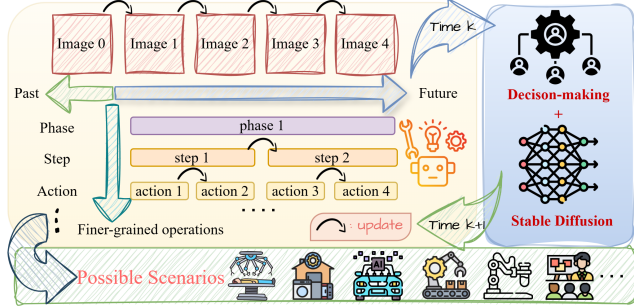 Image 0 Image 1 Image 2 Image 3 Image 4
Time k
Past
Future
Phase
phase 1
Step
step 1 step 2
Action
action 1 action 2 action 3 action 4
....
Finer-grained operations
: update
Time k+1
Decison-making
+
Stable Diffusion
Possible Scenarios
....